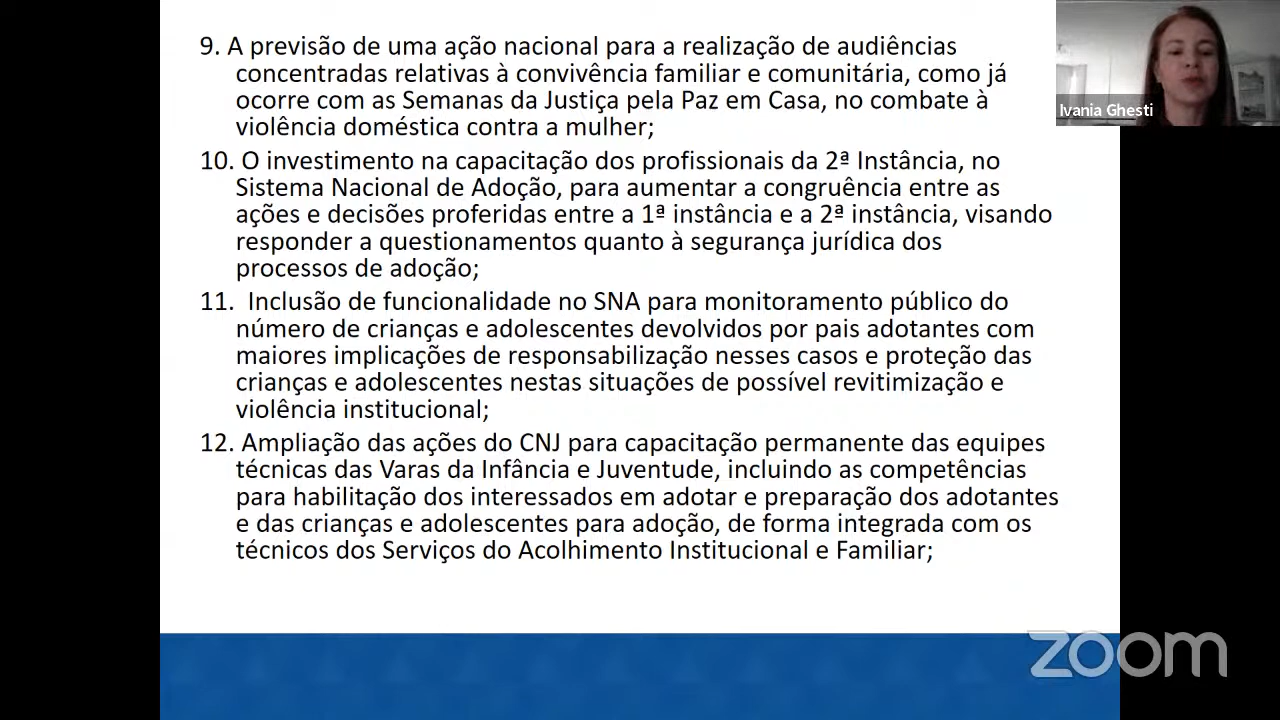 9. A previsão de uma ação nacional para a realização de audiências
concentradas relativas à convivência familiar e comunitária, como já
ocorre com as Semanas da Justiça pela Paz em Casa, no combate à
violência doméstica contra a mulher;
10. O investimento na capacitação dos profissionais da 2ª Instância, no
Sistema Nacional de Adoção, para aumentar a congruência entre as
ações e decisões proferidas entre a 1ª instância e a 2ª instância, visando
responder a questionamentos quanto à segurança jurídica dos
processos de adoção;
11. Inclusão de funcionalidade no SNA para monitoramento público do
número de crianças e adolescentes devolvidos por pais adotantes com
maiores implicações de responsabilização nesses casos e proteção das
crianças e adolescentes nestas situações de possível revitimização e
violência institucional;
12. Ampliação das ações do CNJ para capacitação permanente das equipes
técnicas das Varas da Infância e Juventude, incluindo as competências
para habilitação dos interessados em adotar e preparação dos adotantes
e das crianças e adolescentes para adoção, de forma integrada com os
técnicos dos Serviços do Acolhimento Institucional e Familiar;
Ivania Ghesti
zoom